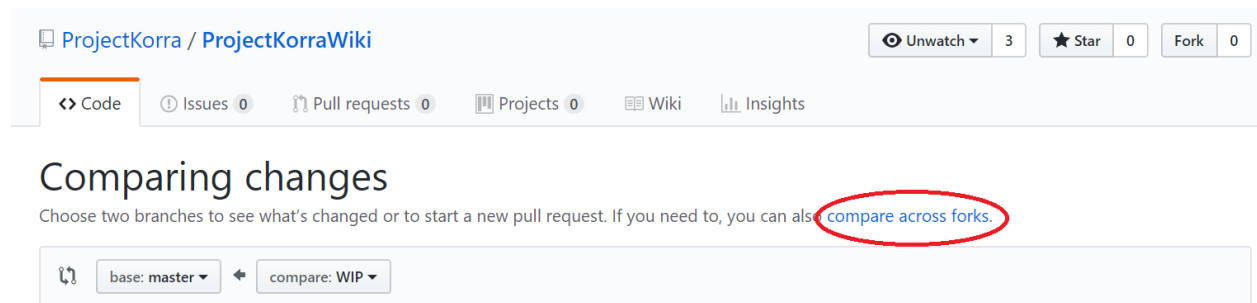 ProjectKorra / ProjectKorraWiki
Unwatch 3 Star 0 Fork 0
Code Issues 0 Pull requests 0 Projects 0 Wiki Insights
Comparing changes
Choose two branches to see what's changed or to start a new pull request. If you need to, you can also compare across forks.
base: master compare: WIP